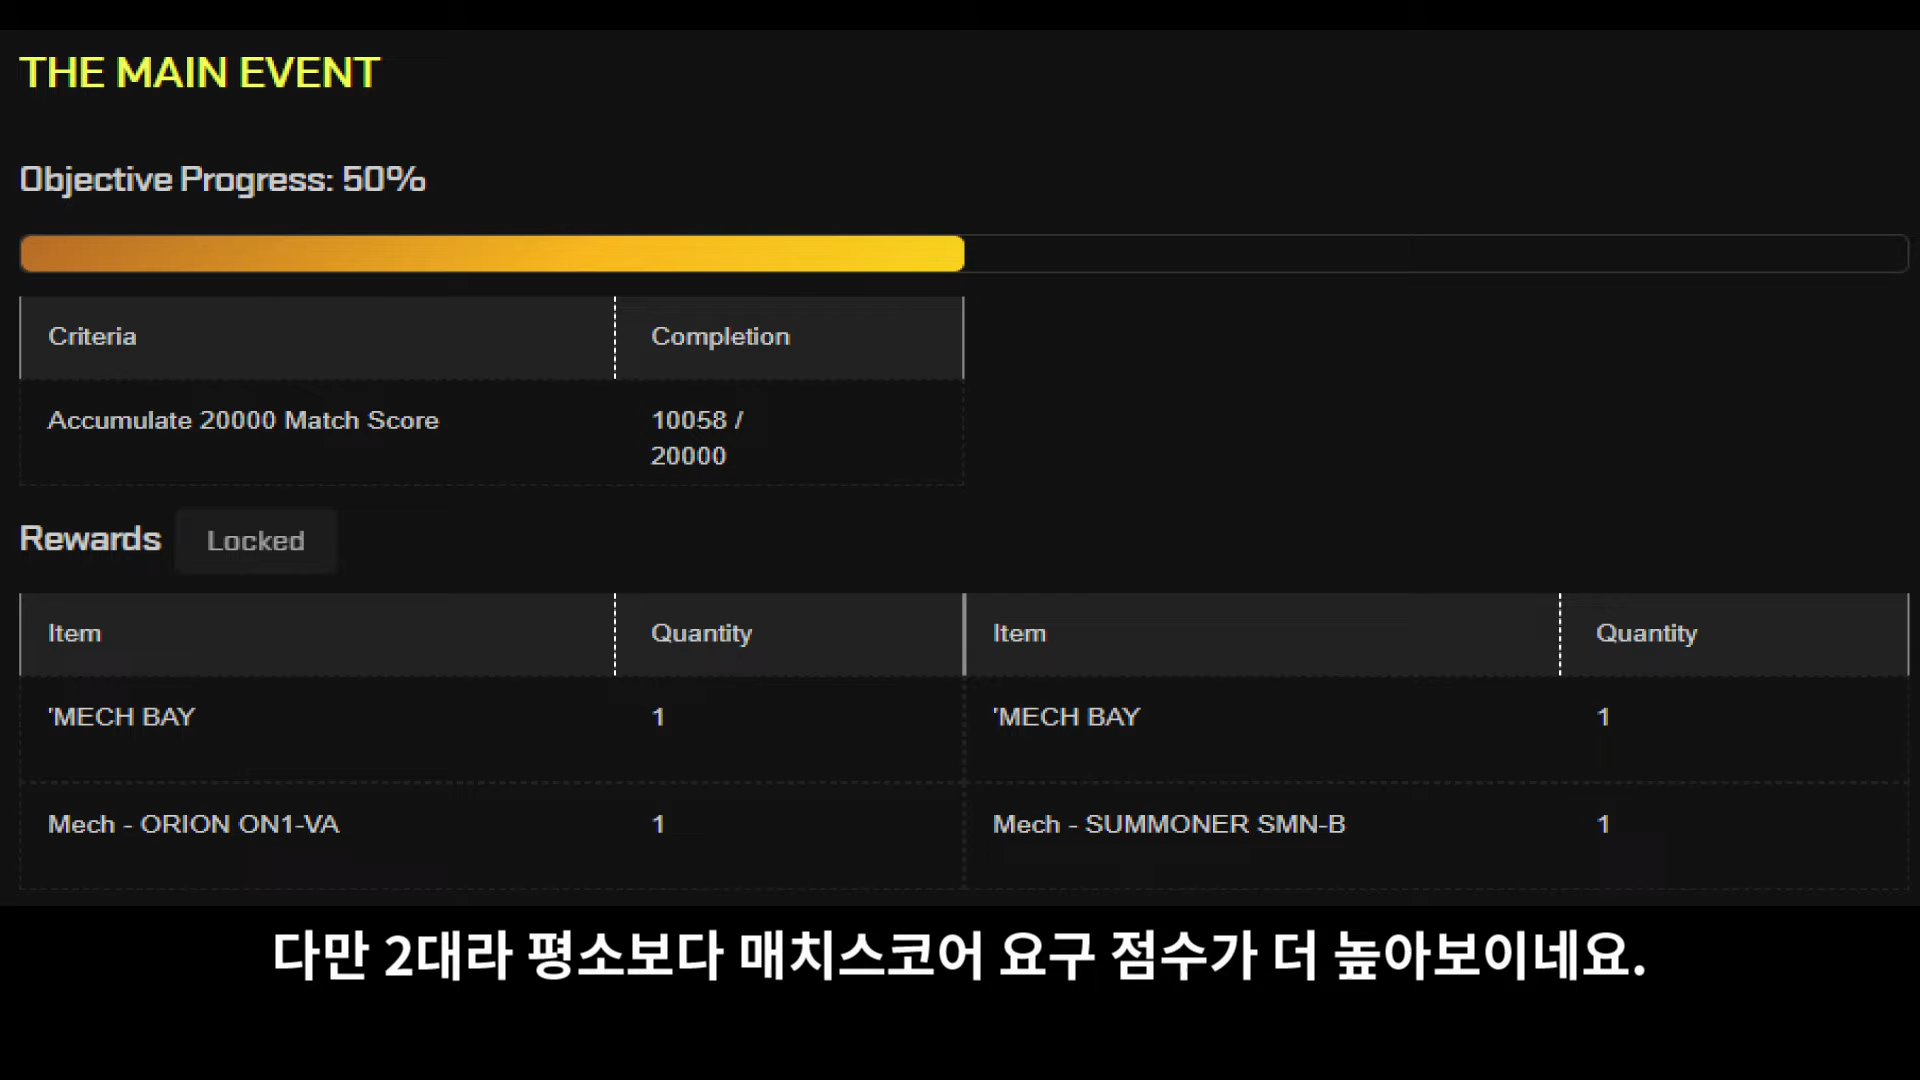 THE MAIN EVENT
Objective Progress: 50%
Criteria Completion
Accumulate 20000 Match Score 10058 /
20000
Rewards Locked
Item Quantity Item Quantity
'MECH BAY 1 'MECH BAY 1
Mech - ORION ON1-VA 1 Mech - SUMMONER SMN-B 1
다만 2대라 평소보다 매치스코어 요구 점수가 더 높아보이네요.